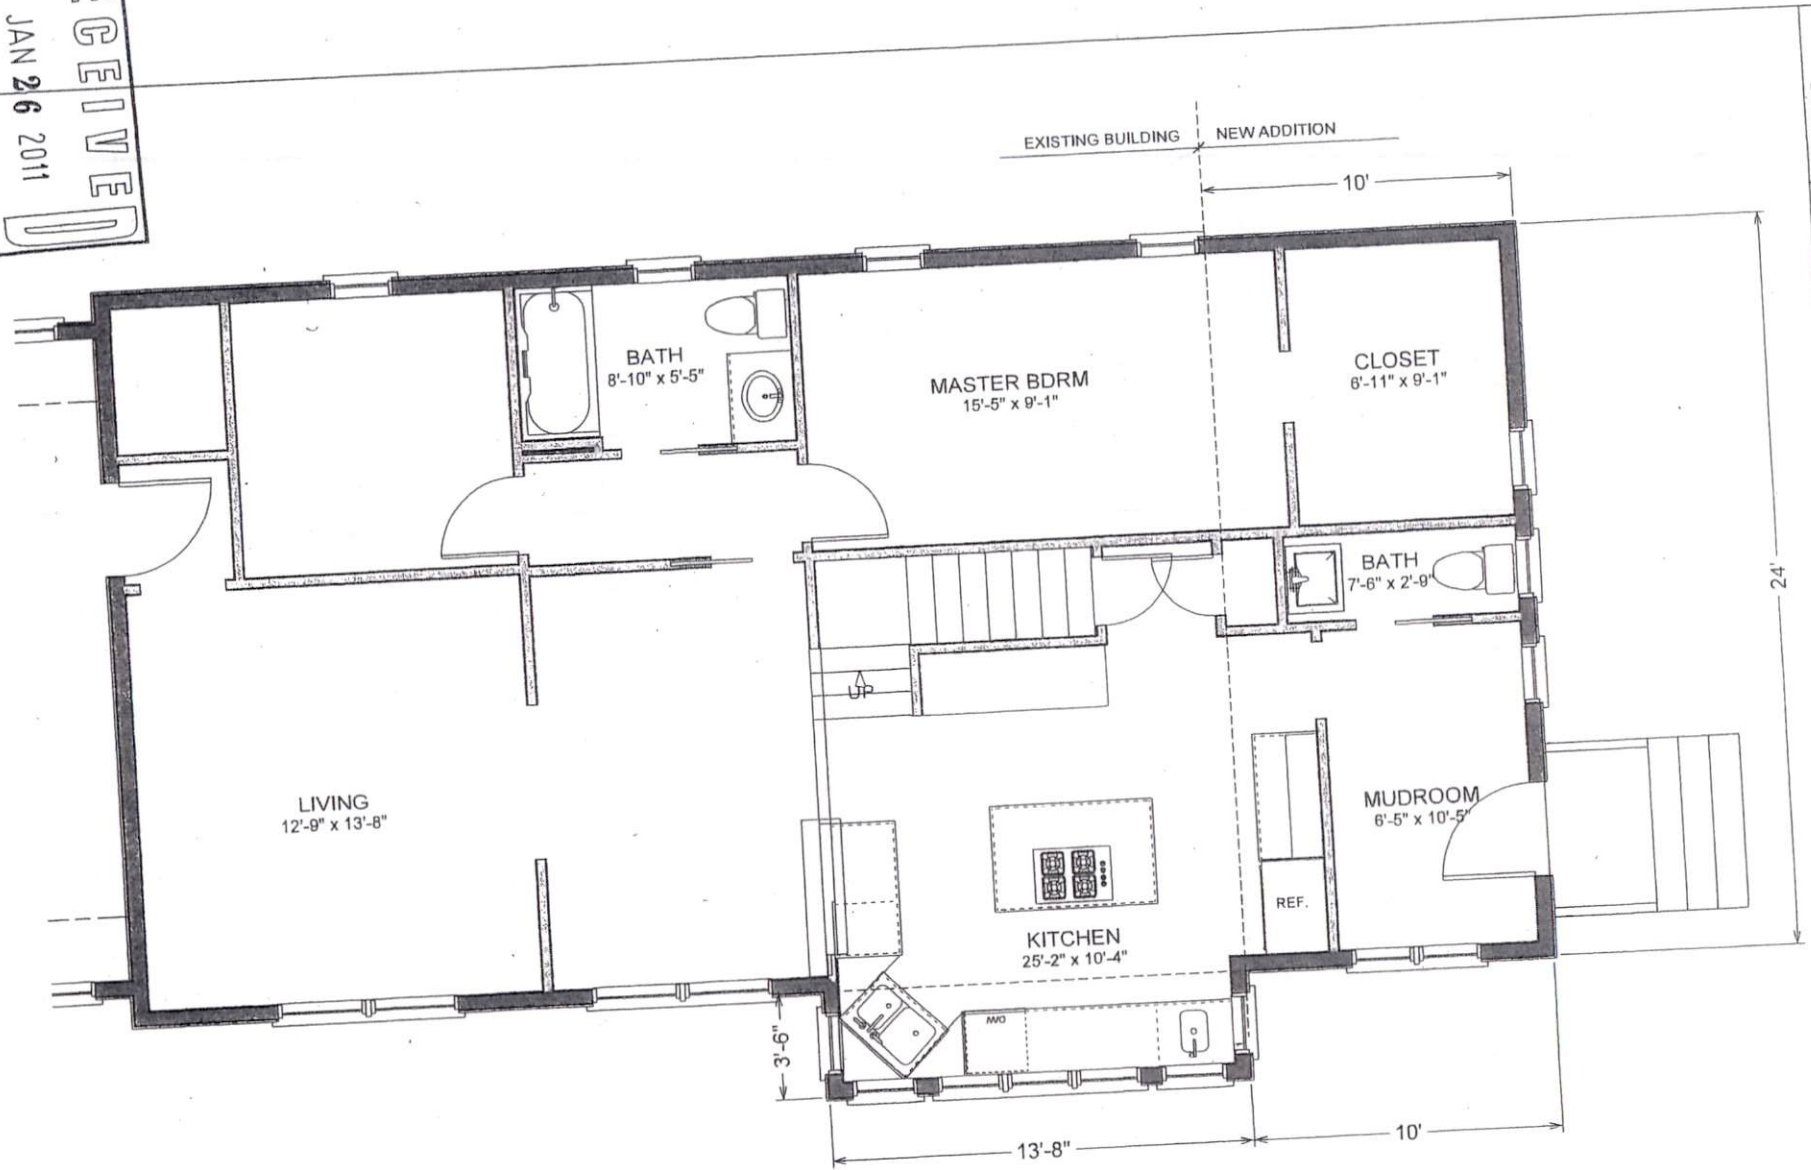 CEIVED
JAN 26 2011
EXISTING BUILDING
NEW ADDITION
10'
BATH
8'-10" x 5'-5"
MASTER BDRM
15'-5" x 9'-1"
CLOSET
6'-11" x 9'-1"
BATH
7'-6" x 2'-9"
24'
UP
LIVING
12'-9" x 13'-8"
MUDROOM
6'-5" x 10'-5"
REF.
KITCHEN
25'-2" x 10'-4"
DW
3'-6"
13'-8"
10'